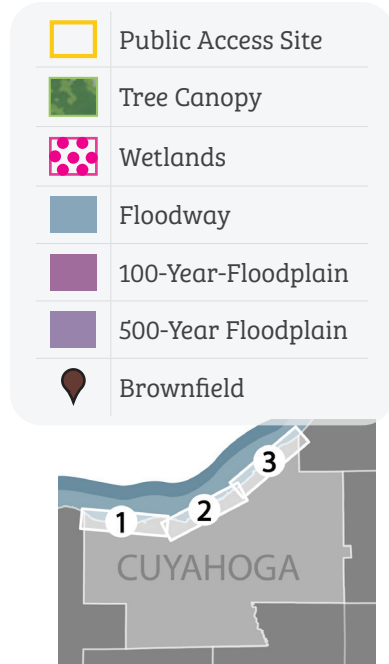 Public Access Site
Tree Canopy
Wetlands
Floodway
100-Year-Floodplain
500-Year Floodplain
Brownfield
3
2
1
CUYAHOGA